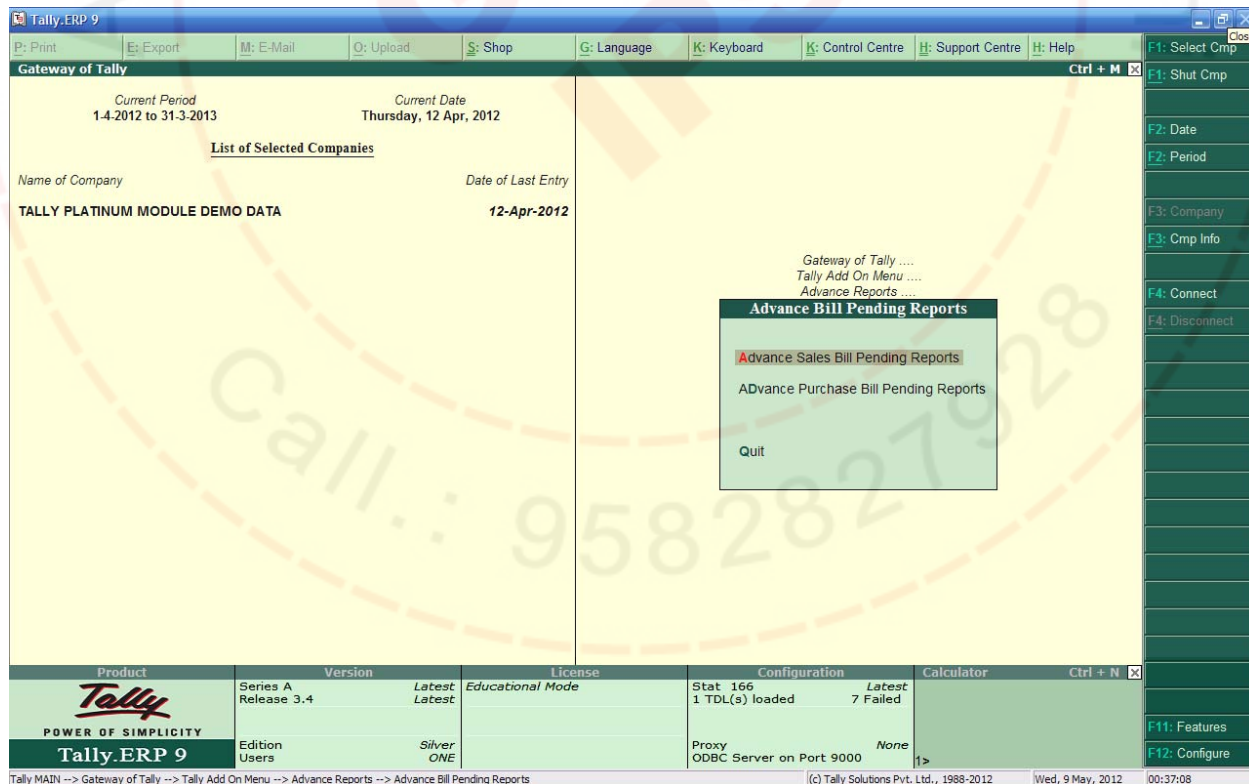 Tally.ERP 9
P: Print E: Export M: E-Mail O: Upload S: Shop G: Language K: Keyboard K: Control Centre H: Support Centre H: Help
Clos
F1: Select Cmp
Gateway of Tally Ctrl + M
F1: Shut Cmp
Current Period Current Date
1-4-2012 to 31-3-2013 Thursday, 12 Apr, 2012
F2: Date
List of Selected Companies
F2: Period
Name of Company Date of Last Entry
TALLY PLATINUM MODULE DEMO DATA 12-Apr-2012
F3: Company
F3: Cmp Info
Gateway of Tally ....
Tally Add On Menu ....
Advance Reports ....
F4: Connect
Advance Bill Pending Reports
F4: Disconnect
Advance Sales Bill Pending Reports
ADvance Purchase Bill Pending Reports
Quit
Call.: 9582827928
Product Version License Configuration Calculator Ctrl + N
Tally
POWER OF SIMPLICITY
Tally.ERP 9
Series A Latest
Release 3.4 Latest
Edition Silver
Users ONE
Educational Mode
Stat 166 Latest
1 TDL(s) loaded 7 Failed
Proxy None
ODBC Server on Port 9000
1>
F11: Features
F12: Configure
Tally MAIN --> Gateway of Tally --> Tally Add On Menu --> Advance Reports --> Advance Bill Pending Reports (c) Tally Solutions Pvt. Ltd., 1988-2012 Wed, 9 May, 2012 00:37:08